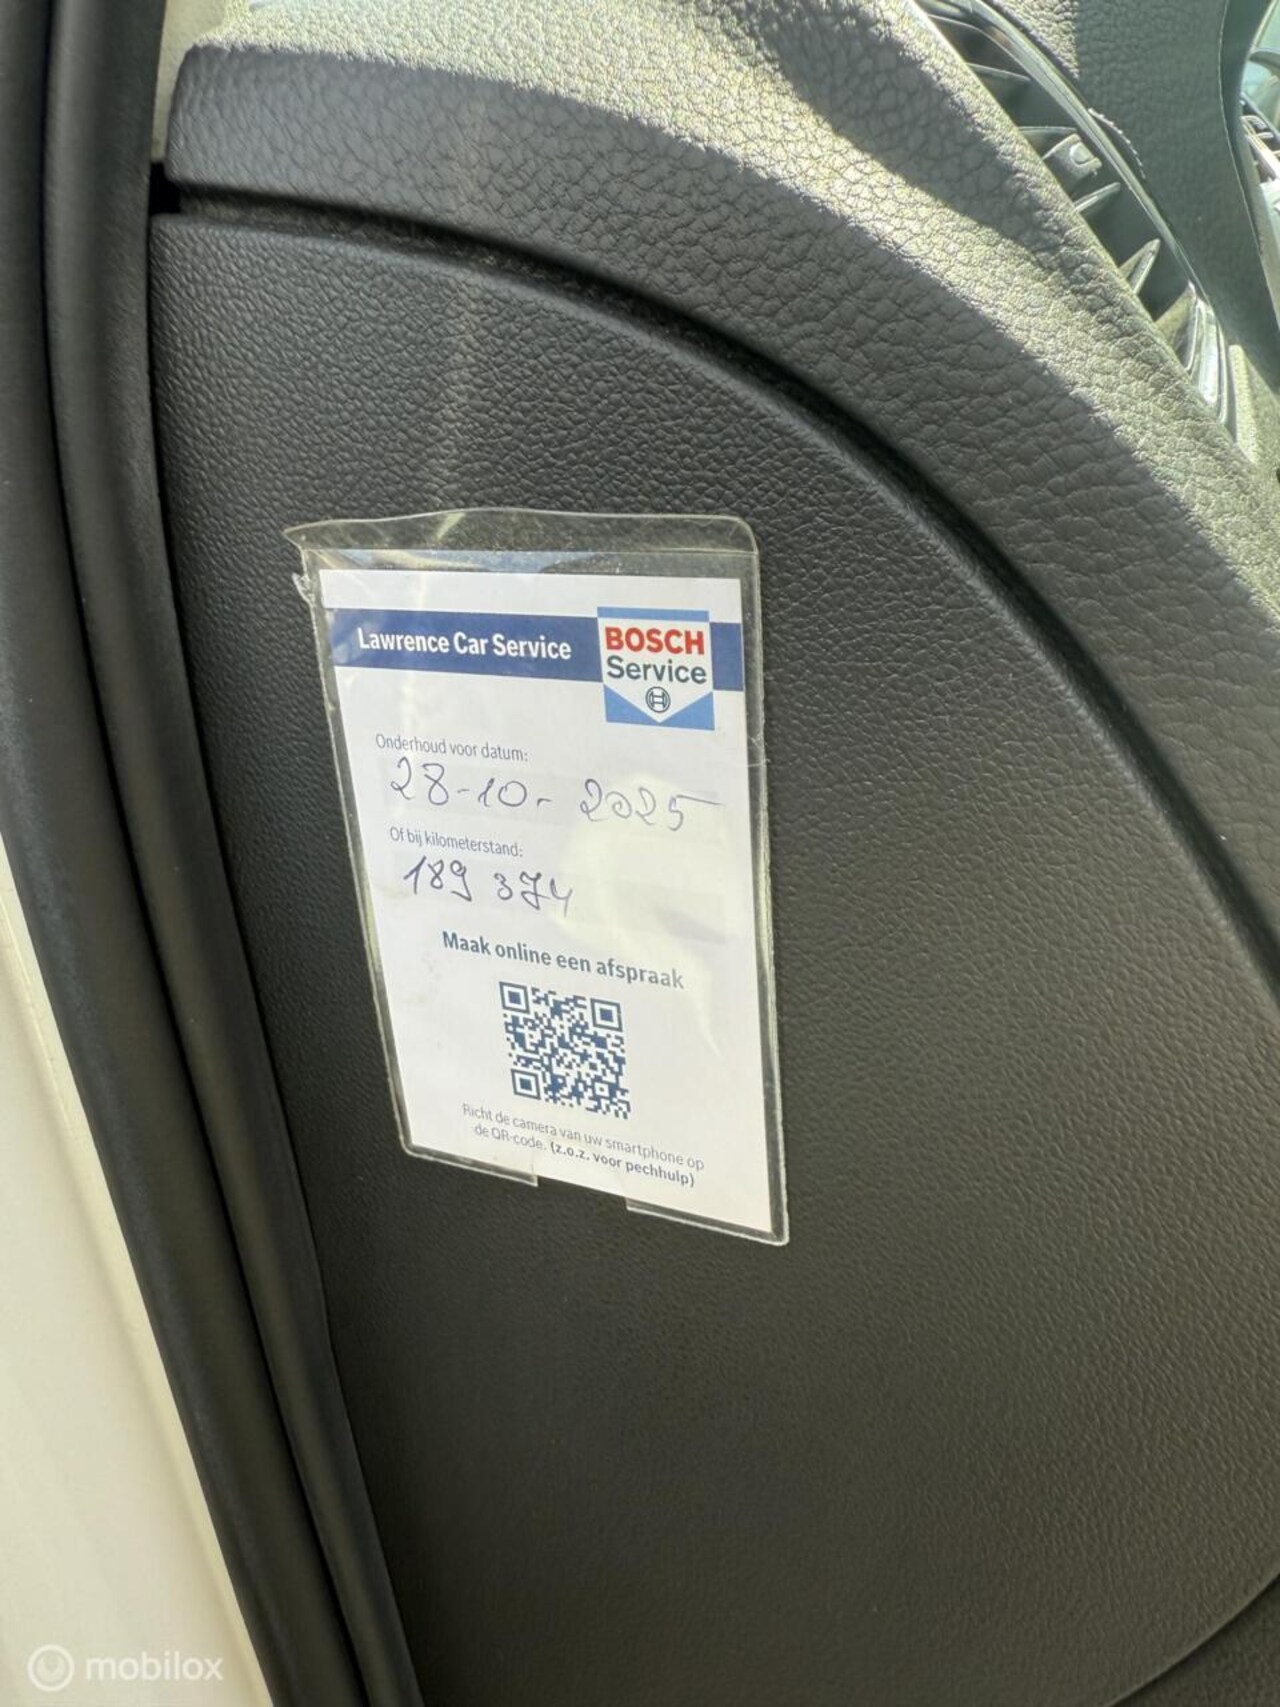 Lawrence Car Service
BOSCH
Service
Onderhoud voor datum:
28-10-2025
Of bij kilometerstand:
189 374
Maak online een afspraak
Richt de camera van uw smartphone op
de QR-code. (z.o.z. voor pechhulp)
mobilox